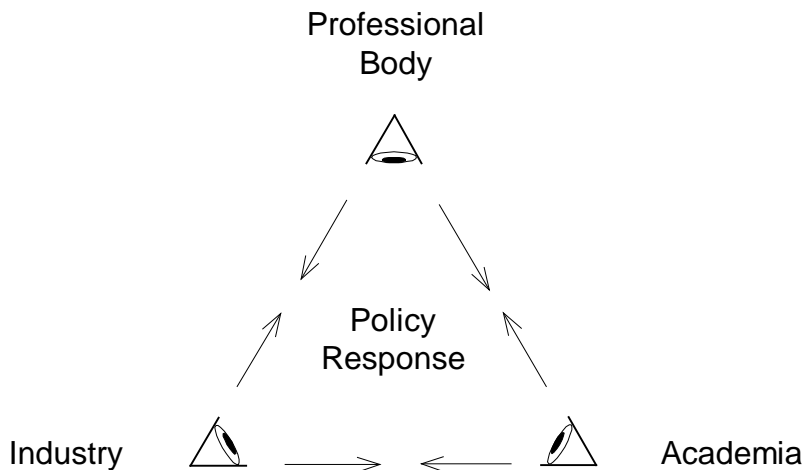 Professional
Body
Policy
Response
Industry
Academia